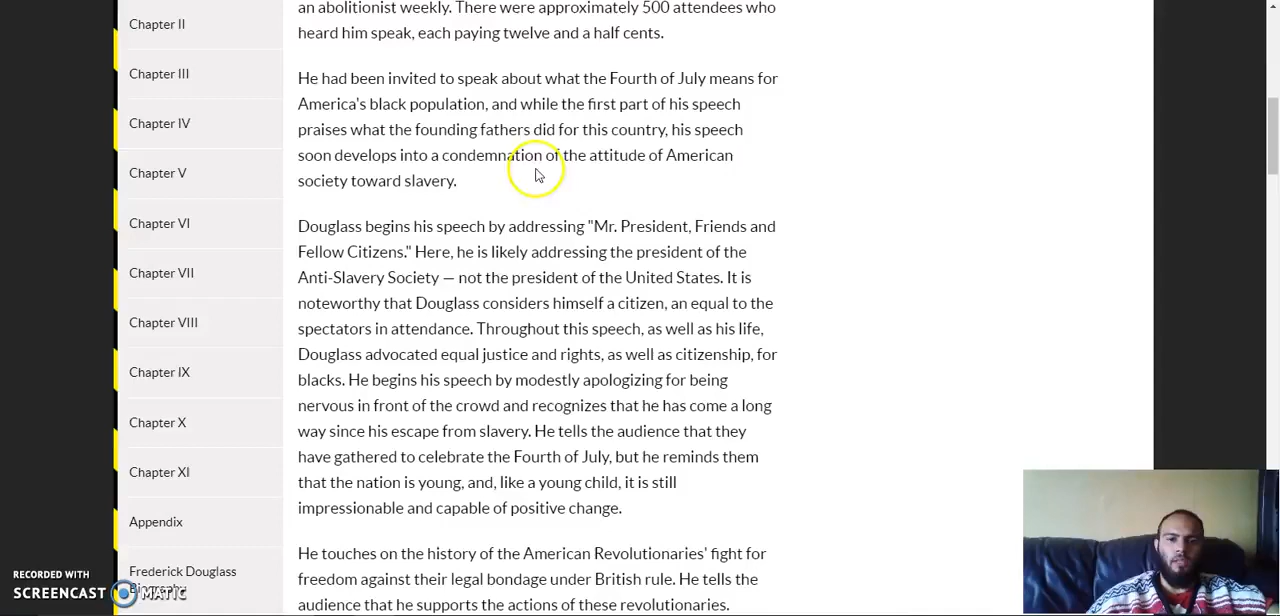 Chapter II
Chapter III
Chapter IV
Chapter V
Chapter VI
Chapter VII
Chapter VIII
Chapter IX
Chapter X
Chapter XI
Appendix
Frederick Douglass
an abolitionist weekly. There were approximately 500 attendees who
heard him speak, each paying twelve and a half cents.
He had been invited to speak about what the Fourth of July means for
America's black population, and while the first part of his speech
praises what the founding fathers did for this country, his speech
soon develops into a condemnation of the attitude of American
society toward slavery.
Douglass begins his speech by addressing "Mr. President, Friends and
Fellow Citizens." Here, he is likely addressing the president of the
Anti-Slavery Society — not the president of the United States. It is
noteworthy that Douglass considers himself a citizen, an equal to the
spectators in attendance. Throughout this speech, as well as his life,
Douglass advocated equal justice and rights, as well as citizenship, for
blacks. He begins his speech by modestly apologizing for being
nervous in front of the crowd and recognizes that he has come a long
way since his escape from slavery. He tells the audience that they
have gathered to celebrate the Fourth of July, but he reminds them
that the nation is young, and, like a young child, it is still
impressionable and capable of positive change.
He touches on the history of the American Revolutionaries' fight for
freedom against their legal bondage under British rule. He tells the
audience that he supports the actions of these revolutionaries.
RECORDED WITH
SCREENCAST MATIC